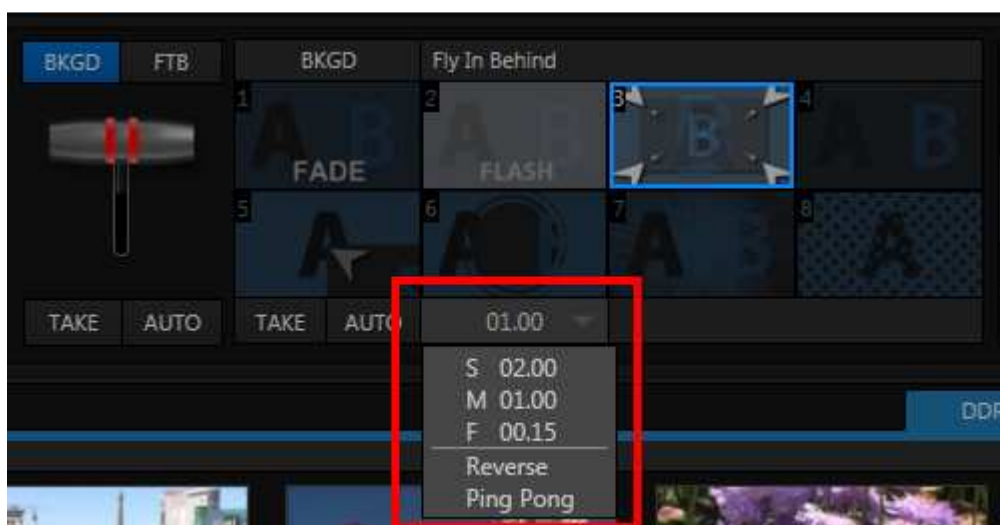 BKGD FTB BKGD Fly In Behind
1 A B FADE
2 A B FLASH
3 B
4 A B
5 A
6 A
7 A B
8 A
TAKE AUTO TAKE AUTO 01.00
S 02.00
M 01.00
F 00.15
DDR
Reverse
Ping Pong